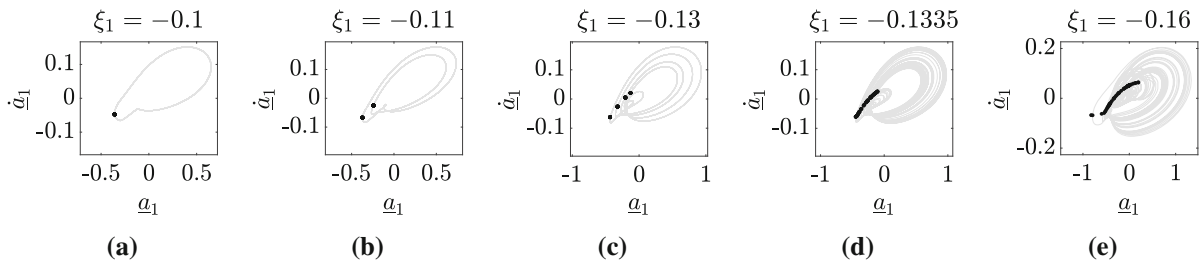 ξ₁ = −0.1 ξ₁ = −0.11 ξ₁ = −0.13 ξ₁ = −0.1335 ξ₁ = −0.16
0.1 0.1 0.1 0.1 0.2
ȧ₁ 0 ȧ₁ 0 ȧ₁ 0 ȧ₁ 0 ȧ₁ 0
-0.1 -0.1 -0.1 -0.1 -0.2
-0.5 0 0.5 -0.5 0 0.5 -1 0 1 -1 0 1 -1 0 1
a₁ a₁ a₁ a₁ a₁
(a) (b) (c) (d) (e)